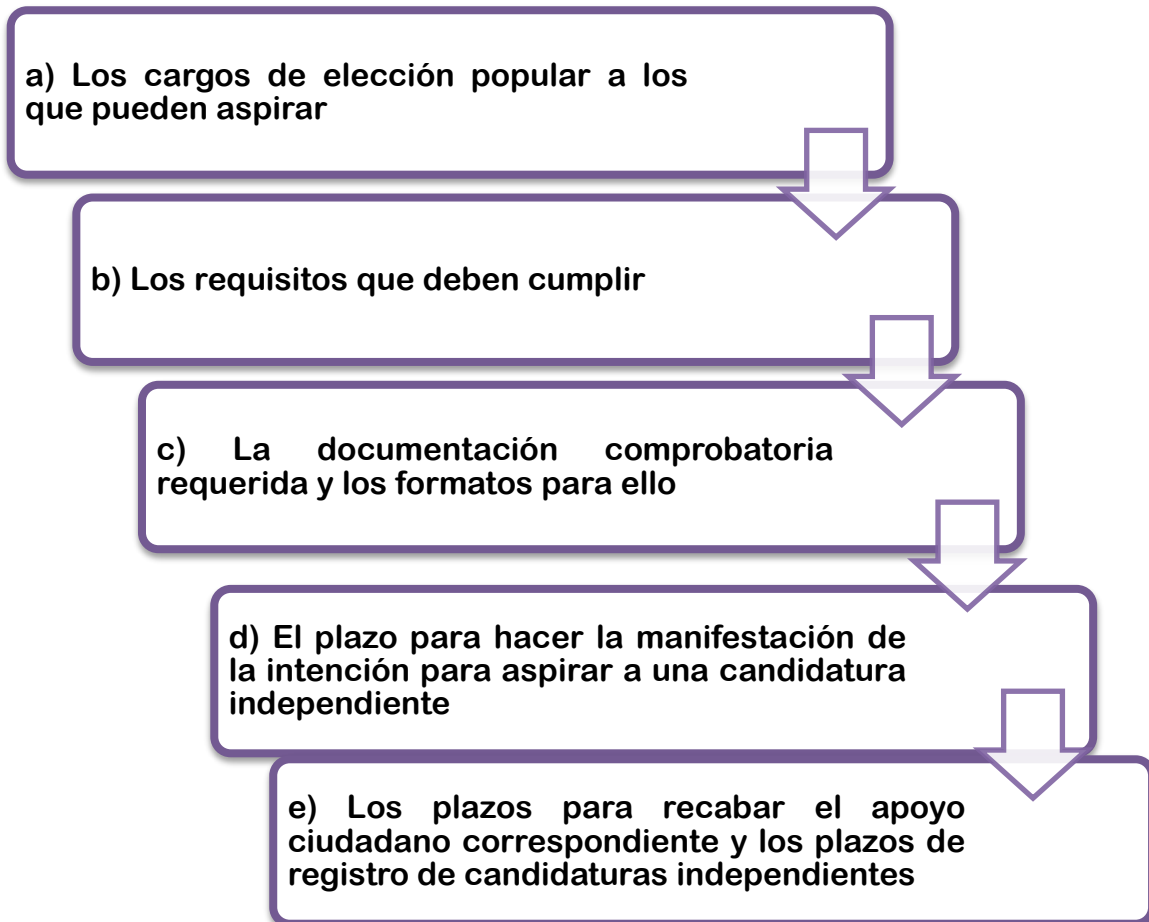 a) Los cargos de elección popular a los
que pueden aspirar
b) Los requisitos que deben cumplir
c) La documentación comprobatoria
requerida y los formatos para ello
d) El plazo para hacer la manifestación de
la intención para aspirar a una candidatura
independiente
e) Los plazos para recabar el apoyo
ciudadano correspondiente y los plazos de
registro de candidaturas independientes